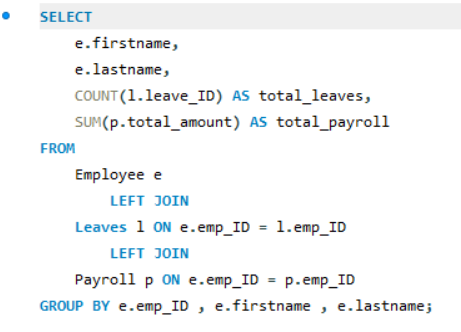 SELECT
e.firstname,
e.lastname,
COUNT(l.leave_ID) AS total_leaves,
SUM(p.total_amount) AS total_payroll
FROM
Employee e
LEFT JOIN
Leaves l ON e.emp_ID = l.emp_ID
LEFT JOIN
Payroll p ON e.emp_ID = p.emp_ID
GROUP BY e.emp_ID , e.firstname , e.lastname;